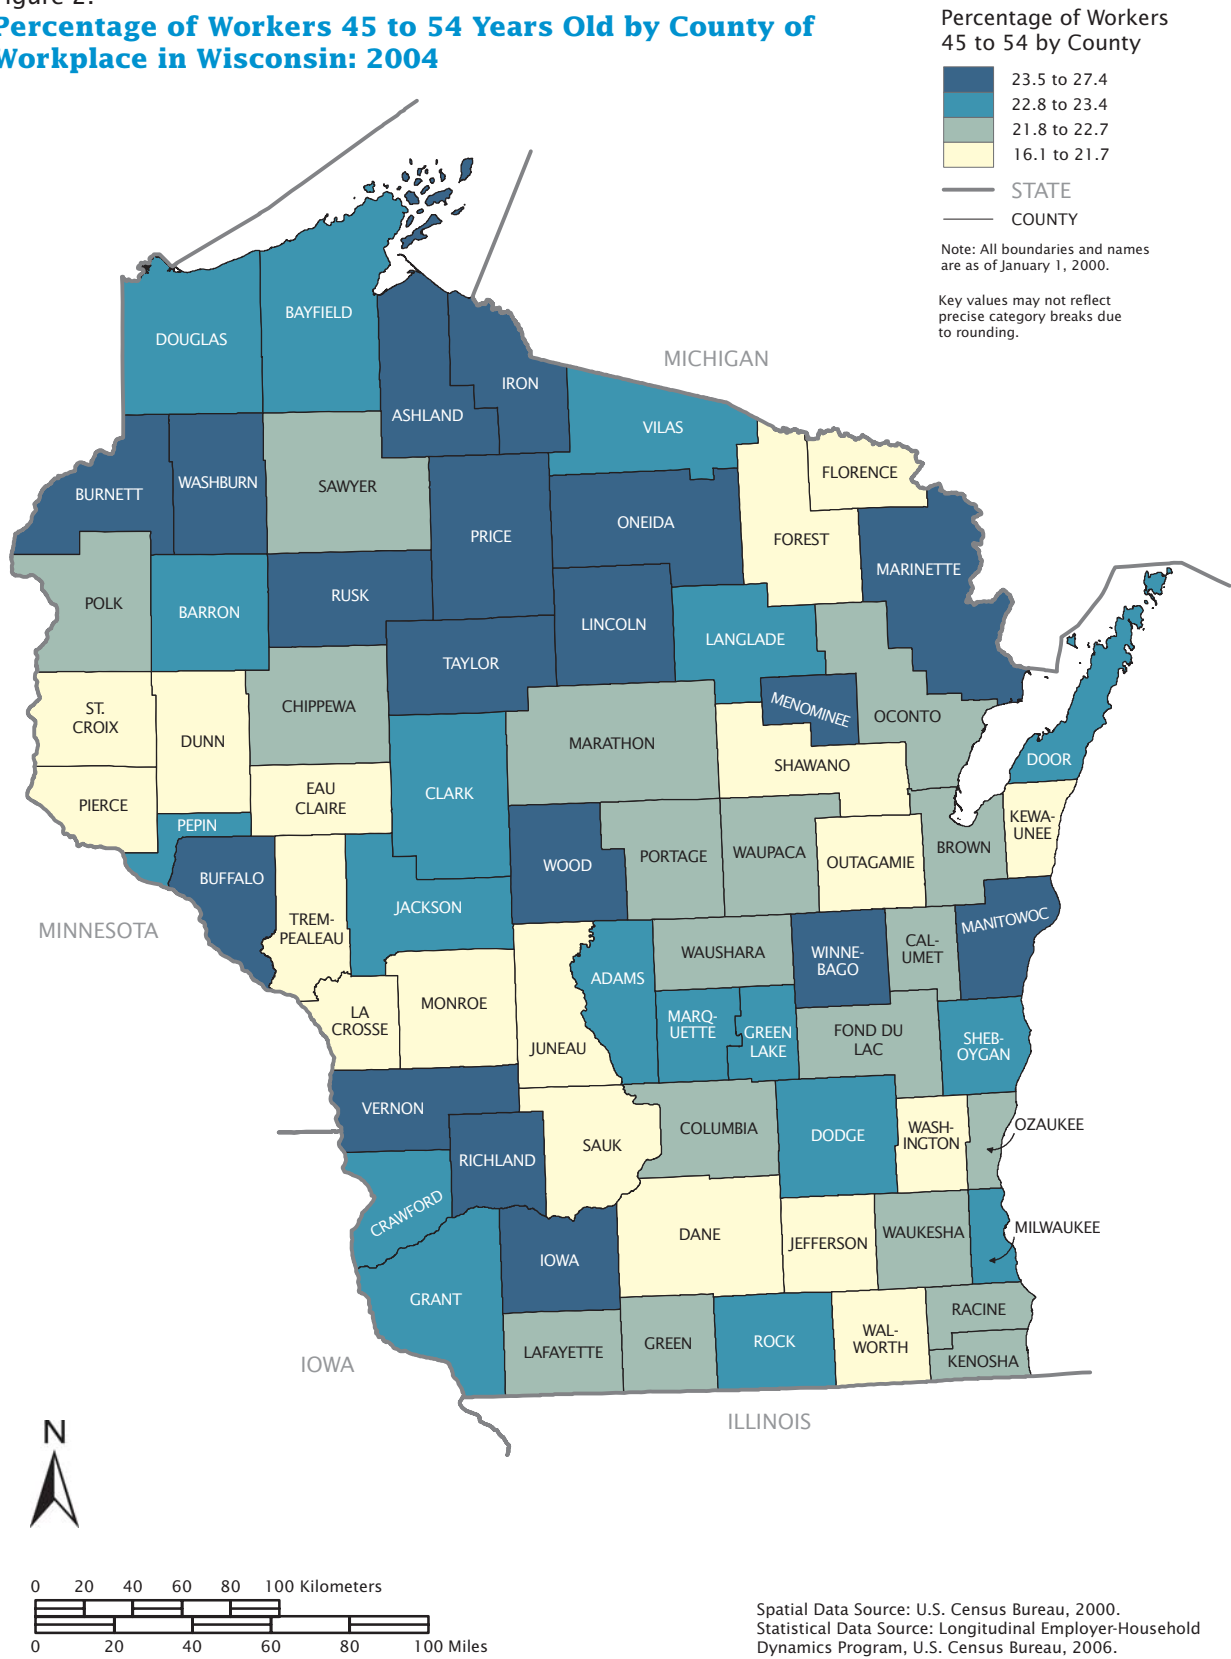 Figure 2.
Percentage of Workers 45 to 54 Years Old by County of
Workplace in Wisconsin: 2004
Percentage of Workers
45 to 54 by County
23.5 to 27.4
22.8 to 23.4
21.8 to 22.7
16.1 to 21.7
STATE
COUNTY
Note: All boundaries and names
are as of January 1, 2000.
Key values may not reflect
precise category breaks due
to rounding.
MICHIGAN
BAYFIELD
DOUGLAS
IRON
ASHLAND
VILAS
FLORENCE
WASHBURN
SAWYER
BURNETT
ONEIDA
PRICE
FOREST
MARINETTE
RUSK
POLK
BARRON
LINCOLN
LANGLADE
TAYLOR
CHIPPEWA
ST.
CROIX
MENOMINEE
OCONTO
DUNN
MARATHON
DOOR
SHAWANO
EAU
CLAIRE
CLARK
PIERCE
PEPIN
KEWA-
UNEE
BROWN
WAUPACA
PORTAGE
OUTAGAMIE
WOOD
BUFFALO
JACKSON
TREM-
PEALEAU
MANITOWOC
MINNESOTA
WAUSHARA
WINNE-
BAGO
CAL-
UMET
ADAMS
MONROE
LA
CROSSE
MARQ-
UETTE
GREEN
LAKE
FOND DU
LAC
SHEB-
OYGAN
JUNEAU
VERNON
OZAUKEE
COLUMBIA
DODGE
WASH-
INGTON
SAUK
RICHLAND
CRAWFORD
MILWAUKEE
DANE
JEFFERSON
WAUKESHA
IOWA
GRANT
RACINE
ROCK
WAL-
WORTH
GREEN
LAFAYETTE
KENOSHA
IOWA
ILLINOIS
N
0 20 40 60 80 100 Kilometers
0 20 40 60 80 100 Miles
Spatial Data Source: U.S. Census Bureau, 2000.
Statistical Data Source: Longitudinal Employer-Household
Dynamics Program, U.S. Census Bureau, 2006.